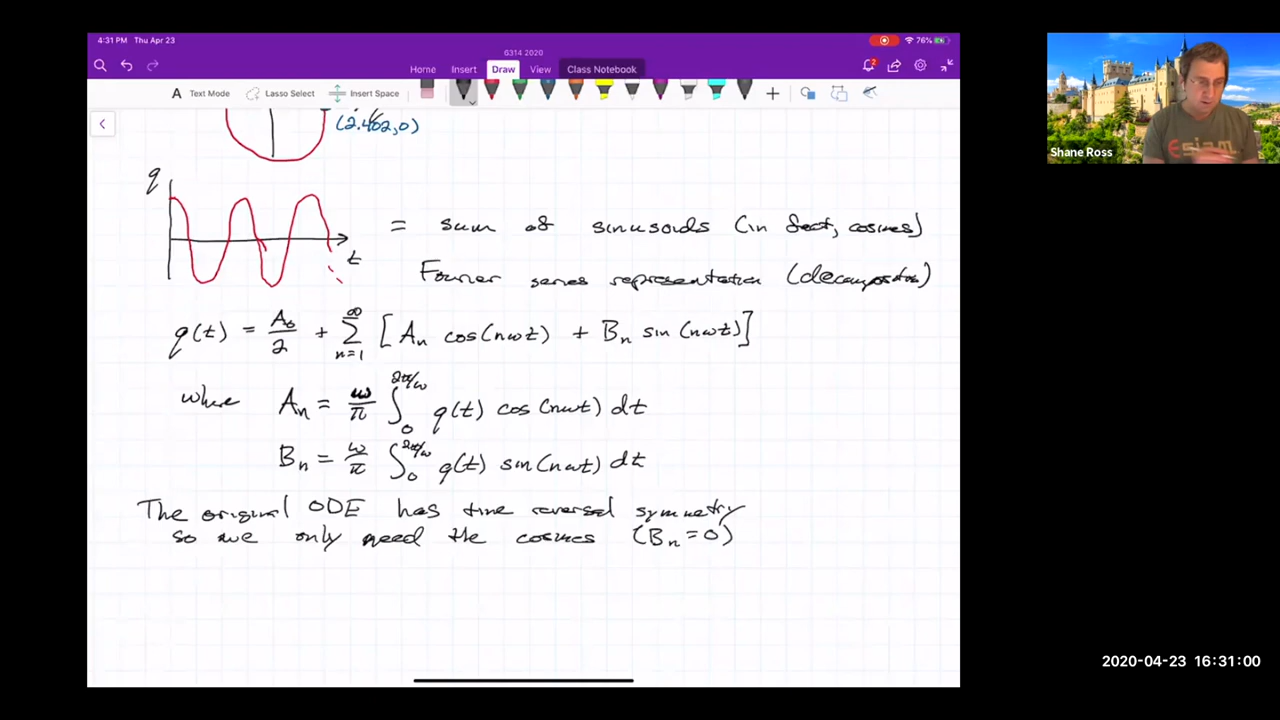 4:31 PM Thu Apr 23
76%
6314 2020
Home Insert Draw View Class Notebook
2
Text Mode Lasso Select Insert Space
(2.402, 0)
q
t
= sum of sinusoids (in fact, cosines)
Fourier series representation (decomposition)
q(t) = A₀/2 + ∑_{n=1}^{∞} [Aₙ cos(nωt) + Bₙ sin(nωt)]
where Aₙ = ω/π ∫₀^{2π/ω} q(t) cos(nωt) dt
Bₙ = ω/π ∫₀^{2π/ω} q(t) sin(nωt) dt
The original ODE has time reversal symmetry
so we only need the cosines (Bₙ = 0)
Shane Ross
esiam
2020-04-23 16:31:00